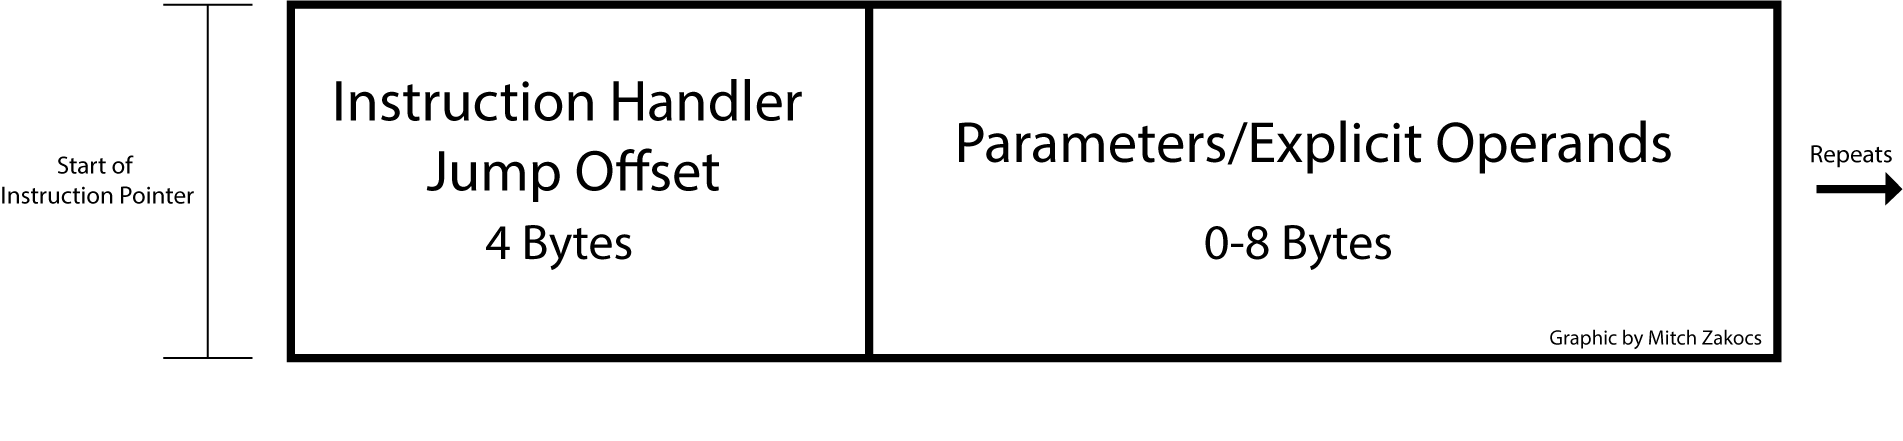 Start of
Instruction Pointer
Instruction Handler
Jump Offset
4 Bytes
Parameters/Explicit Operands
0-8 Bytes
Graphic by Mitch Zakocs
Repeats